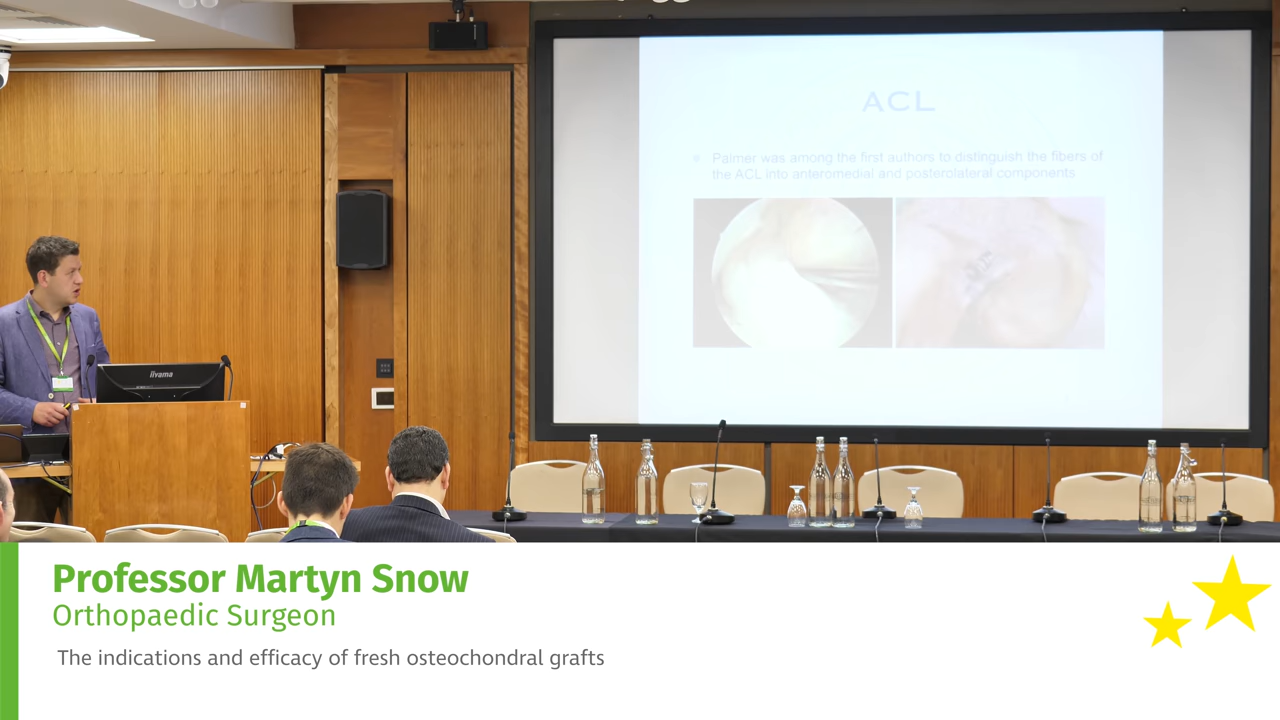 ACL
Palmer was among the first authors to distinguish the fibers of
the ACL into anteromedial and posterolateral components
iiyama
Professor Martyn Snow
Orthopaedic Surgeon
The indications and efficacy of fresh osteochondral grafts